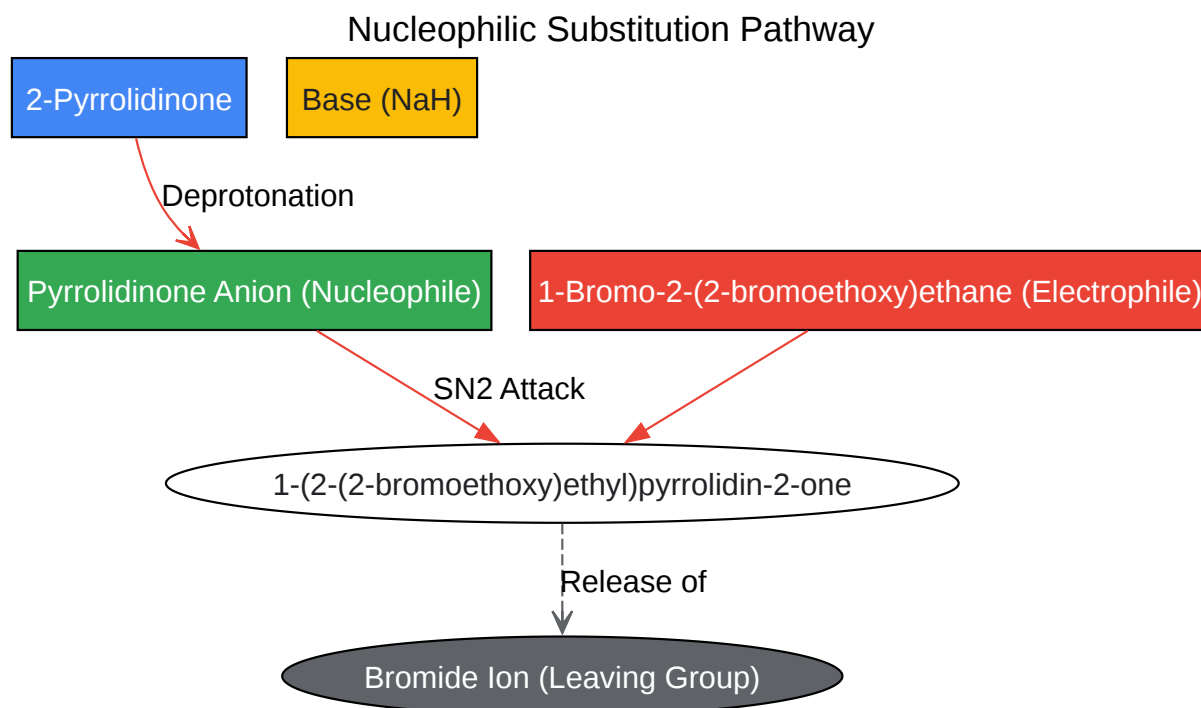 Nucleophilic Substitution Pathway
2-Pyrrolidinone
Base (NaH)
Deprotonation
Pyrrolidinone Anion (Nucleophile)
1-Bromo-2-(2-bromoethoxy)ethane (Electrophile)
SN2 Attack
1-(2-(2-bromoethoxy)ethyl)pyrrolidin-2-one
Release of
Bromide Ion (Leaving Group)